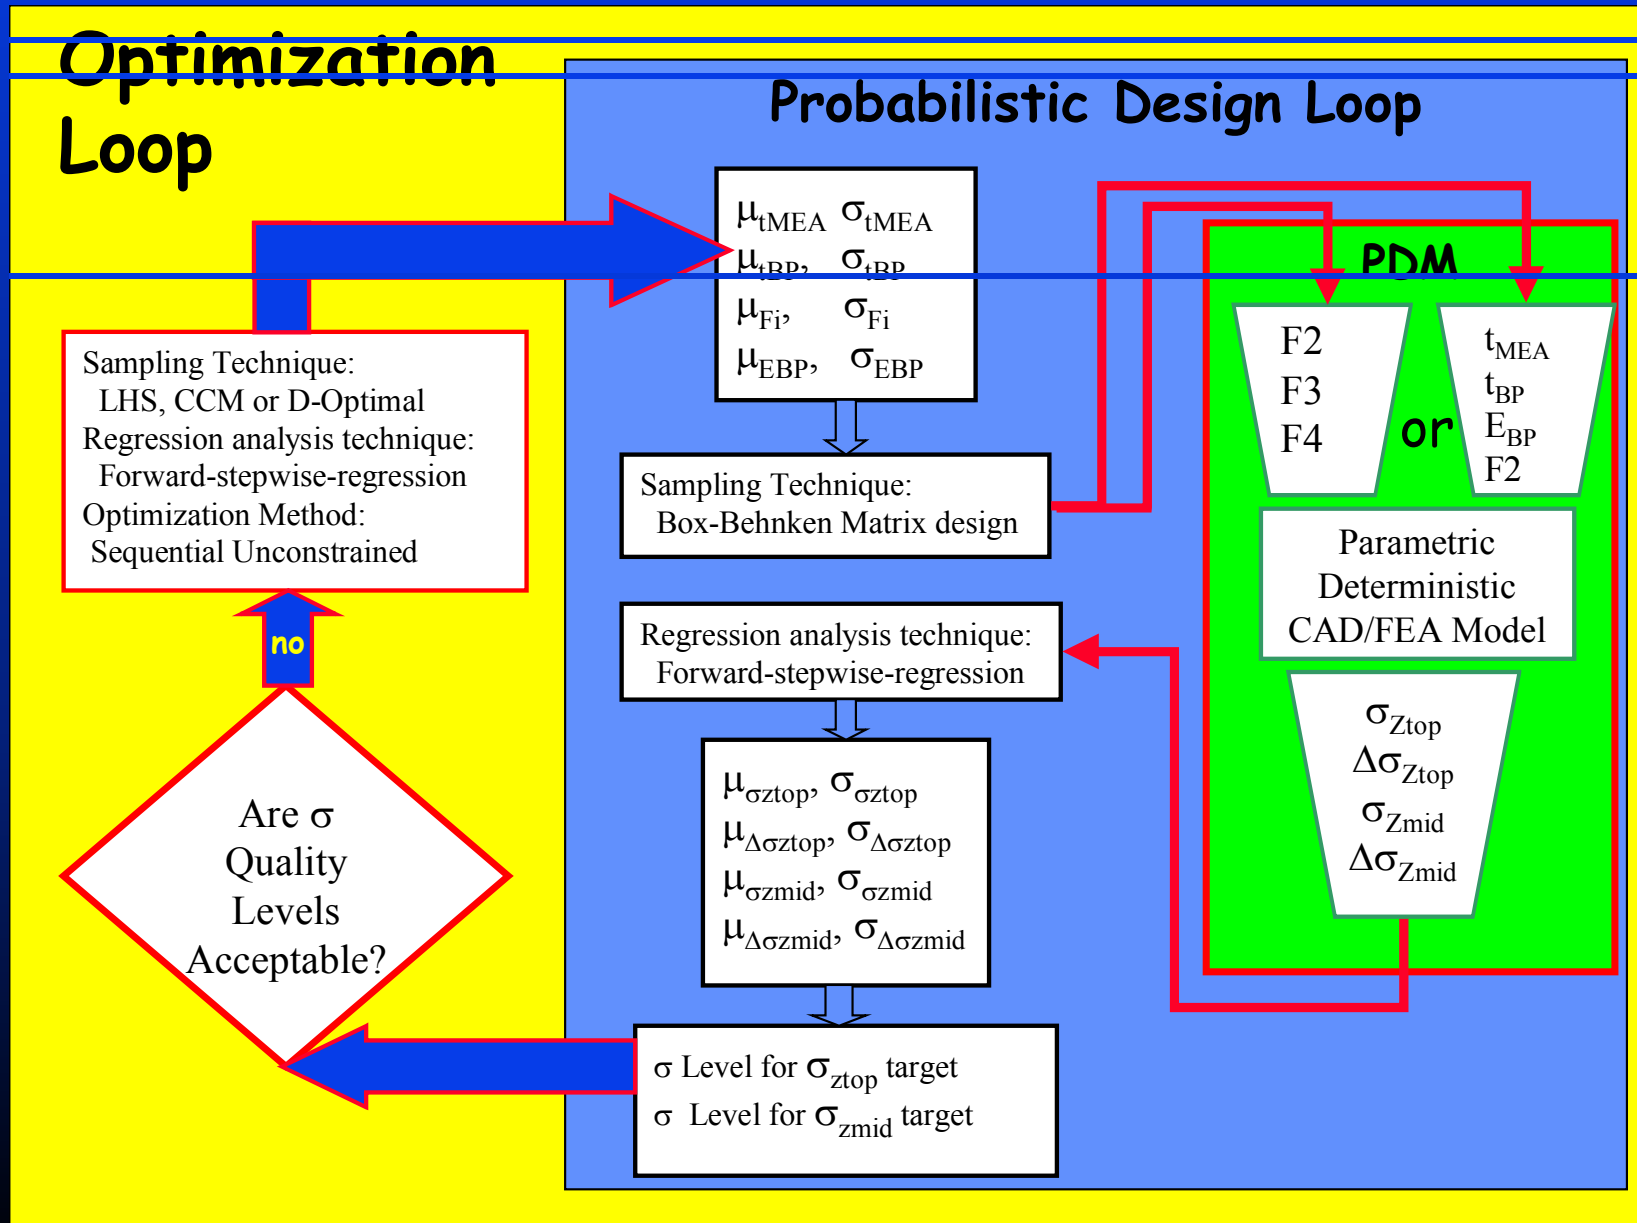 Optimization
Loop
Probabilistic Design Loop
μtMEA σtMEA
μtBP, σtBP
μFi, σFi
μEBP, σEBP
Sampling Technique:
Box-Behnken Matrix design
Regression analysis technique:
Forward-stepwise-regression
μσztop, σσztop
μΔσztop, σΔσztop
μσzmid, σσzmid
μΔσzmid, σΔσzmid
σ Level for σztop target
σ Level for σzmid target
PDM
F2
F3
F4
or
tMEA
tBP
EBP
F2
Parametric
Deterministic
CAD/FEA Model
σZtop
ΔσZtop
σZmid
ΔσZmid
Sampling Technique:
LHS, CCM or D-Optimal
Regression analysis technique:
Forward-stepwise-regression
Optimization Method:
Sequential Unconstrained
no
Are σ
Quality
Levels
Acceptable?